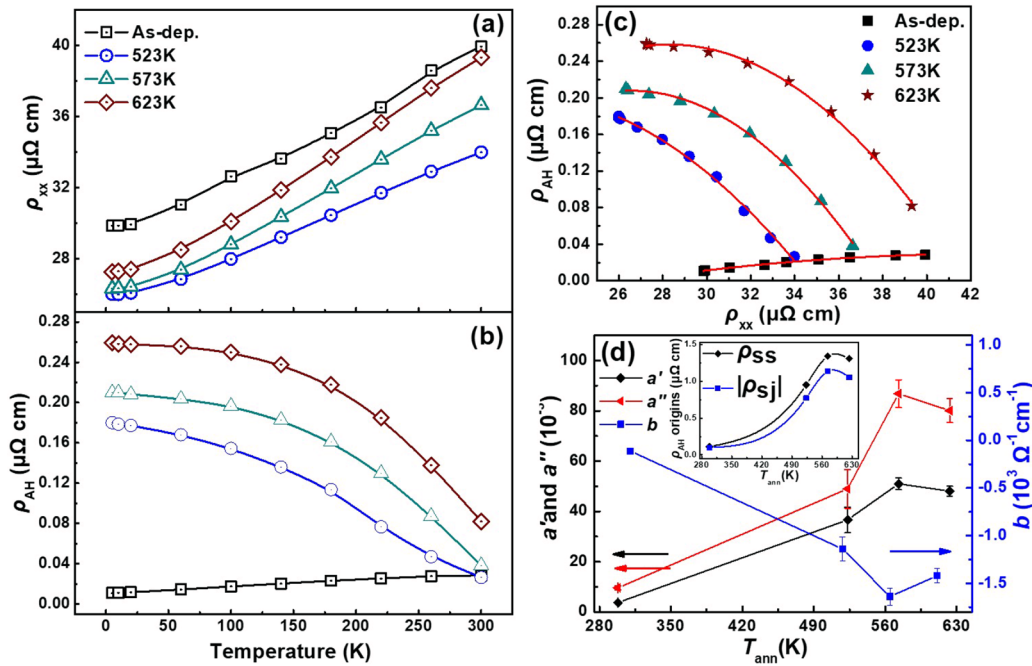 (a)
As-dep.
523K
573K
623K
40
36
32
28
ρxx (μΩ cm)
(b)
0.28
0.24
0.20
0.16
0.12
0.08
0.04
0.00
ρAH (μΩ cm)
0 50 100 150 200 250 300
Temperature (K)
(c)
As-dep.
523K
573K
623K
0.28
0.24
0.20
0.16
0.12
0.08
0.04
0.00
ρAH (μΩ cm)
26 28 30 32 34 36 38 40 42
ρxx (μΩ cm)
(d)
a'
a''
b
100
80
60
40
20
0
a' and a'' (10⁻³)
ρss
|ρsj|
1.5
1.0
0.5
0.0
ρAH origins (μΩ cm)
280 350 420 490 560 630
Tann(K)
1.0
0.5
0.0
-0.5
-1.0
-1.5
b (10³ Ω⁻¹cm⁻¹)
280 350 420 490 560 630
Tann(K)